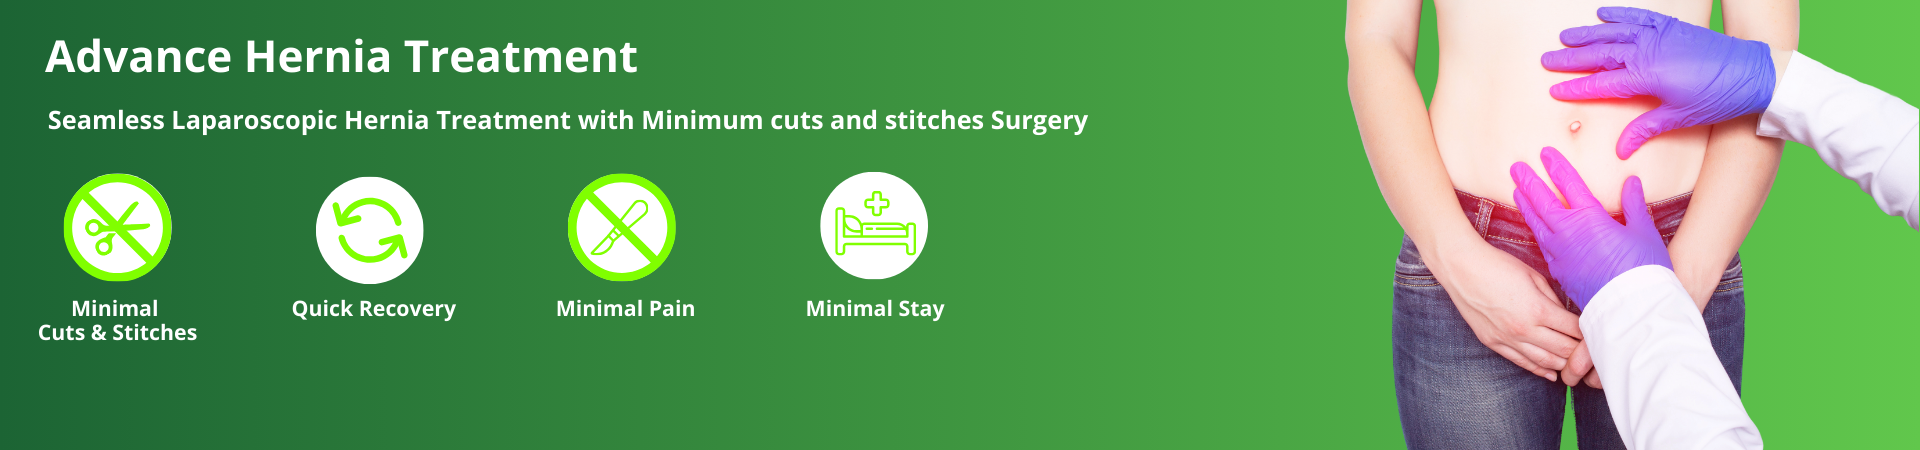 Advance Hernia Treatment
Seamless Laparoscopic Hernia Treatment with Minimum cuts and stitches Surgery
Minimal
Cuts & Stitches
Quick Recovery
Minimal Pain
Minimal Stay